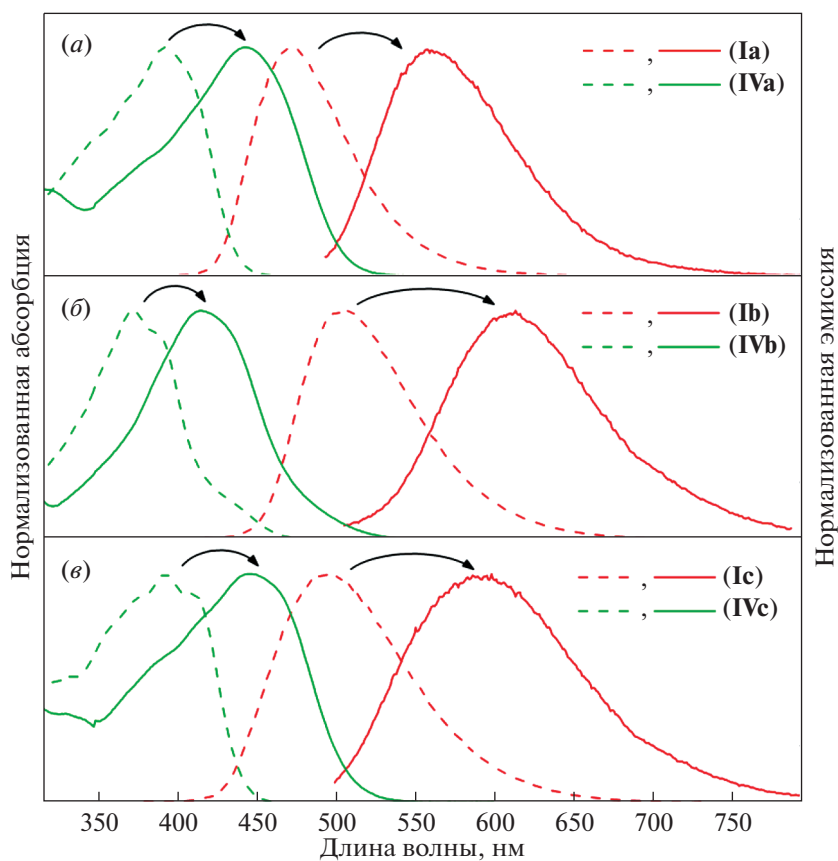 (а)
, (Ia)
, (IVa)
(б)
, (Ib)
, (IVb)
(в)
, (Ic)
, (IVc)
Нормализованная абсорбция
Нормализованная эмиссия
350 400 450 500 550 600 650 700 750
Длина волны, нм